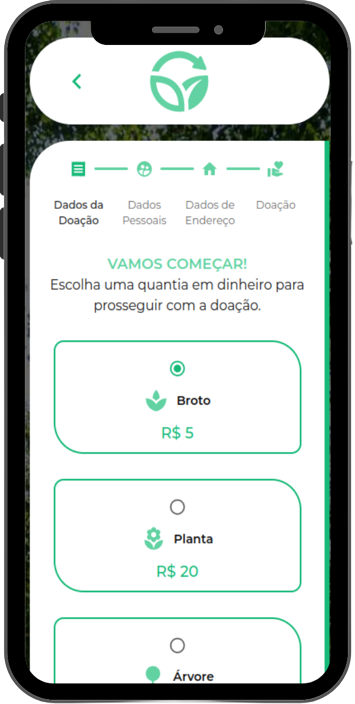 Dados da
Doação
Dados
Pessoais
Dados de
Endereço
Doação
VAMOS COMEÇAR!
Escolha uma quantia em dinheiro para
prosseguir com a doação.
Broto
R$ 5
Planta
R$ 20
Árvore